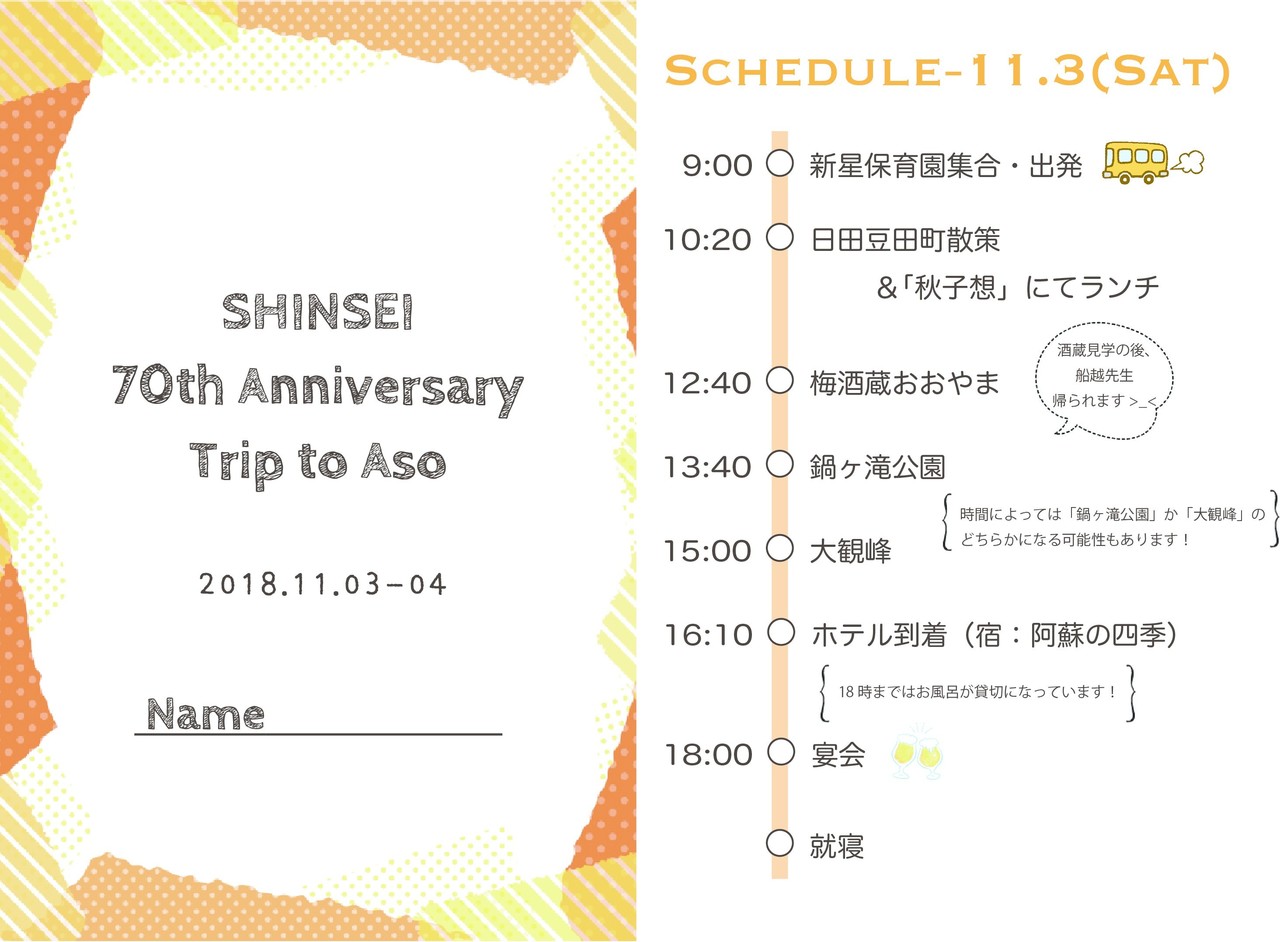 SHINSEI
70th Anniversary
Trip to Aso
2018.11.03-04
Name
SCHEDULE-11.3(SAT)
9:00 新星保育園集合・出発
10:20 日田豆田町散策
&「秋子想」にてランチ
12:40 梅酒蔵おおやま
酒蔵見学の後、
船越先生
帰られます >_<
13:40 鍋ヶ滝公園
時間によっては「鍋ヶ滝公園」か「大観峰」の
どちらかになる可能性もあります!
15:00 大観峰
16:10 ホテル到着(宿:阿蘇の四季)
18 時まではお風呂が貸切になっています!
18:00 宴会
就寝